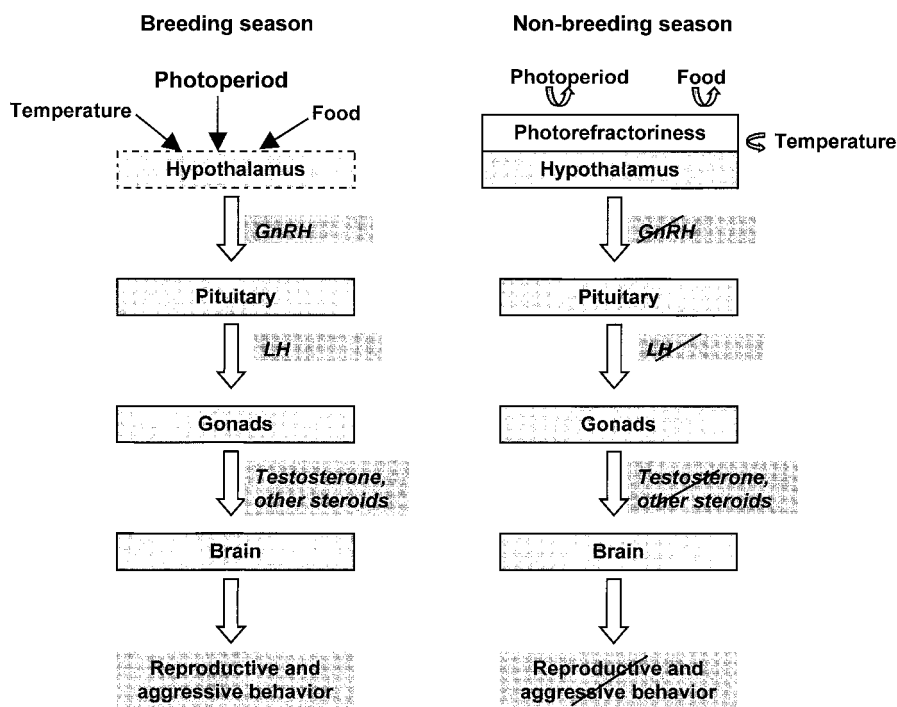 Breeding season
Photoperiod
Temperature
Food
Hypothalamus
GnRH
Pituitary
LH
Gonads
Testosterone,
other steroids
Brain
Reproductive and
aggressive behavior
Non-breeding season
Photoperiod
Food
Photorefractoriness
Temperature
Hypothalamus
GnRH
Pituitary
LH
Gonads
Testosterone,
other steroids
Brain
Reproductive and
aggressive behavior